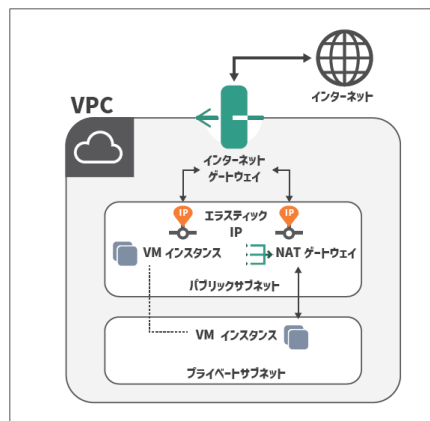 インターネット
VPC
インターネット
ゲートウェイ
IP
エラスティック
IP
IP
VM インスタンス
NAT ゲートウェイ
パブリックサブネット
VM インスタンス
プライベートサブネット